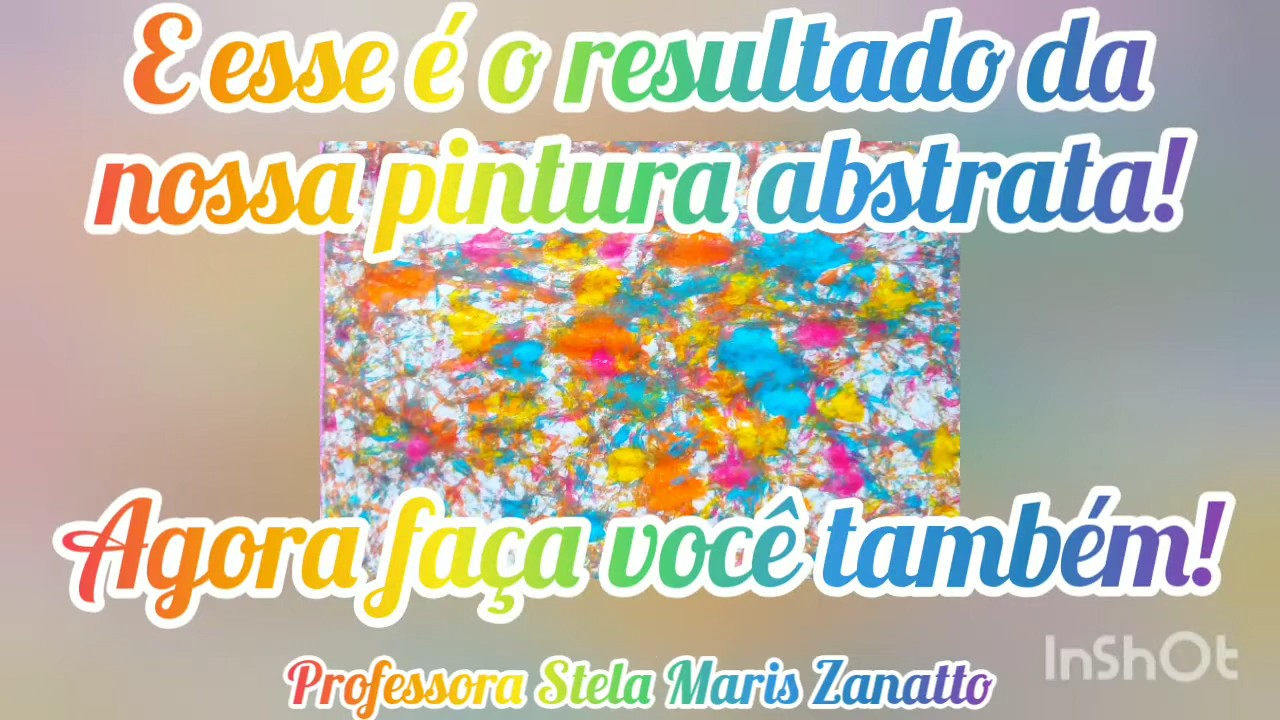 E esse é o resultado da
nossa pintura abstrata!
Agora faça você também!
Professora Stela Maris Zanatto
InShOt